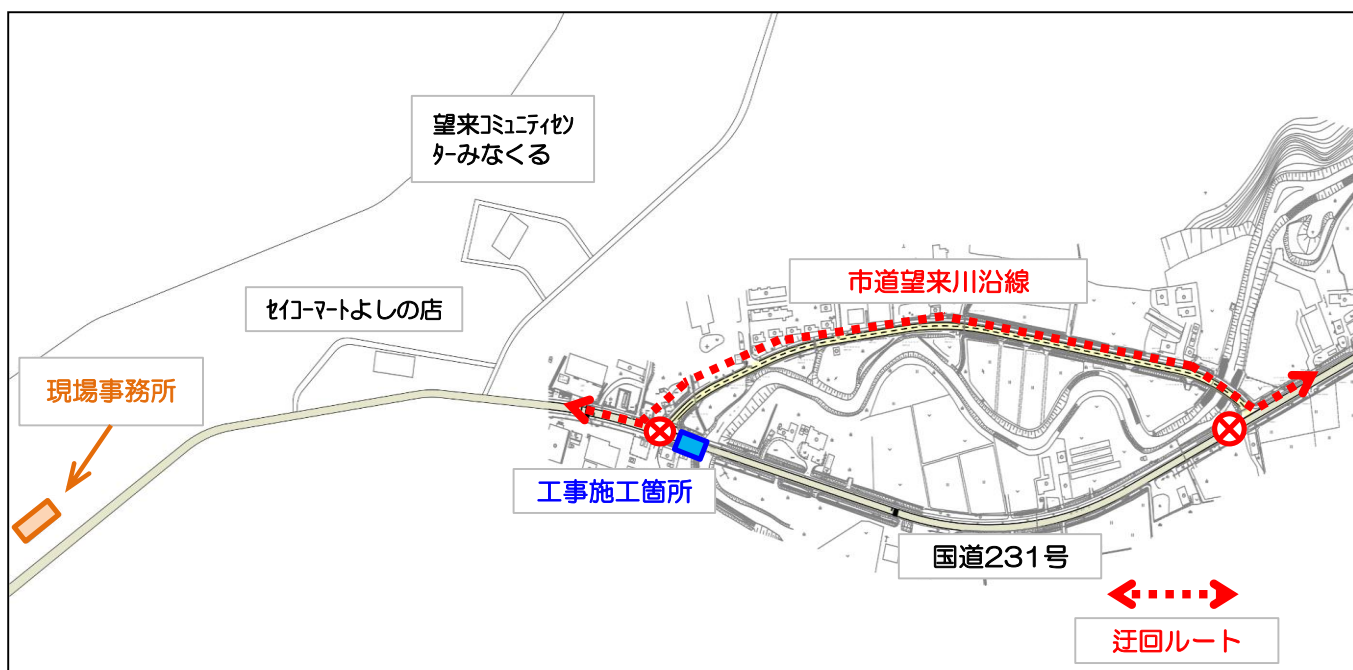 望来ｺﾐｭﾆﾃｨｾﾝ
ﾀｰみなくる
市道望来川沿線
ｾｲｺｰﾏｰﾄよしの店
現場事務所
工事施工箇所
国道231号
迂回ルート